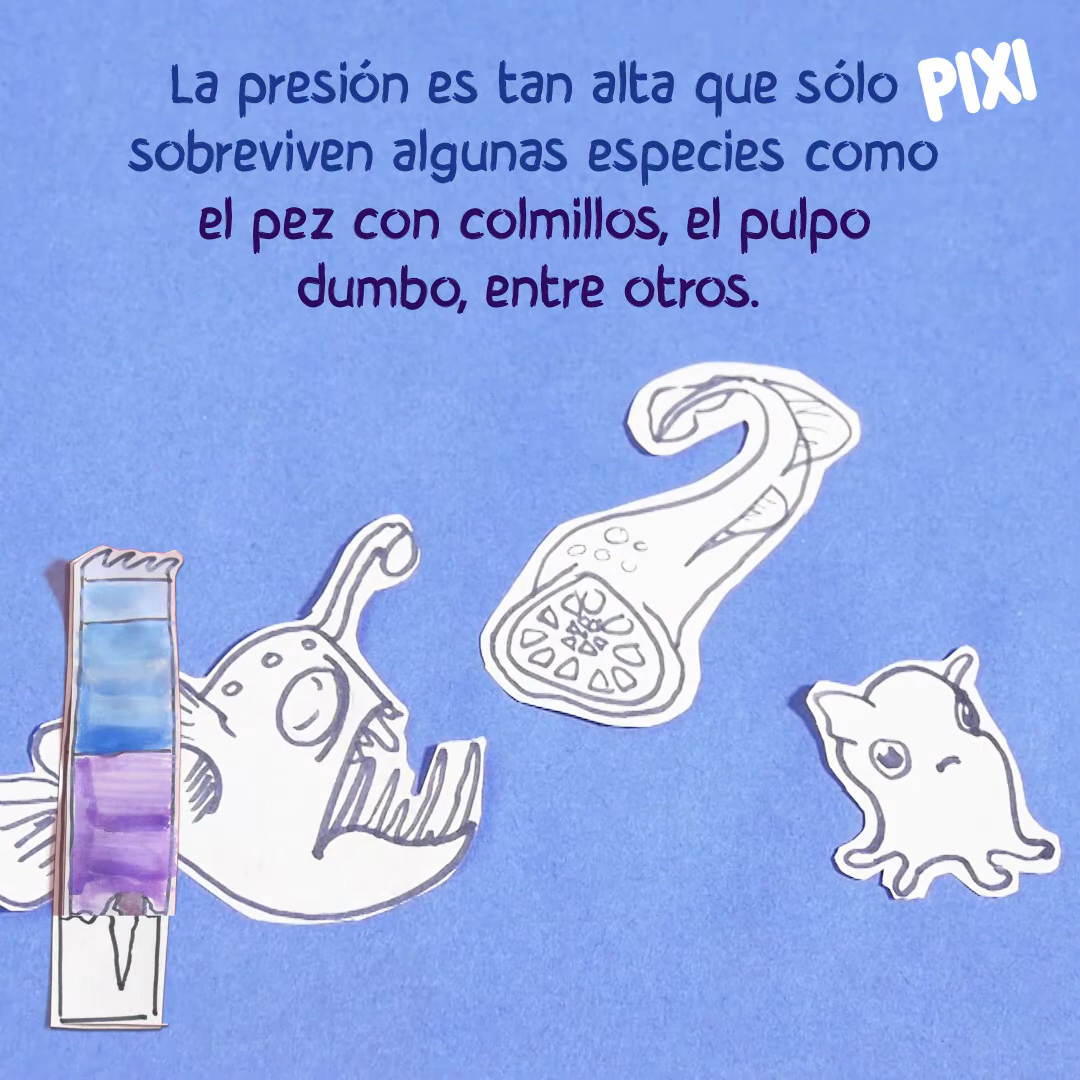 La presión es tan alta que sólo
PIXI
sobreviven algunas especies como
el pez con colmillos, el pulpo
dumbo, entre otros.